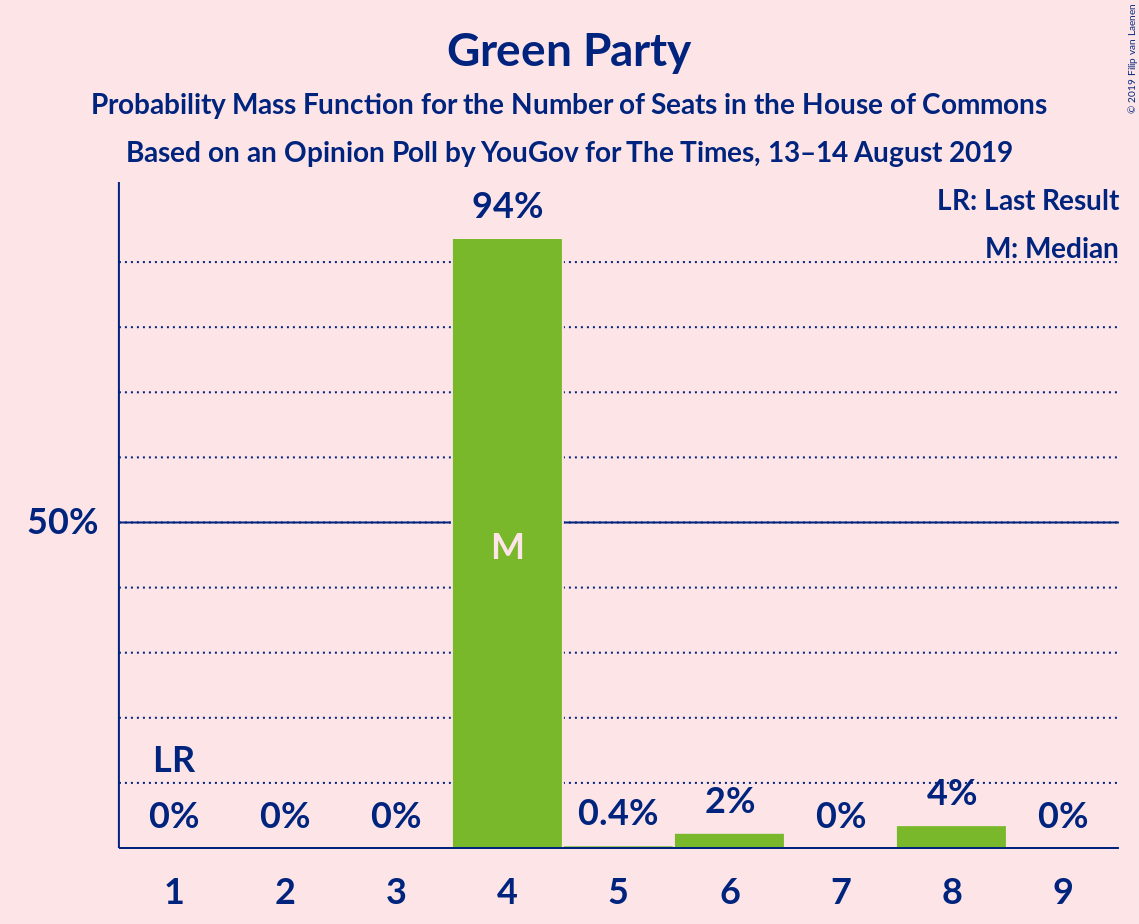 Green Party
Probability Mass Function for the Number of Seats in the House of Commons
Based on an Opinion Poll by YouGov for The Times, 13–14 August 2019
© 2019 Filip van Laenen
LR: Last Result
M: Median
94%
50%
M
LR
0% 0% 0% 0.4% 2% 0% 4% 0%
1 2 3 4 5 6 7 8 9